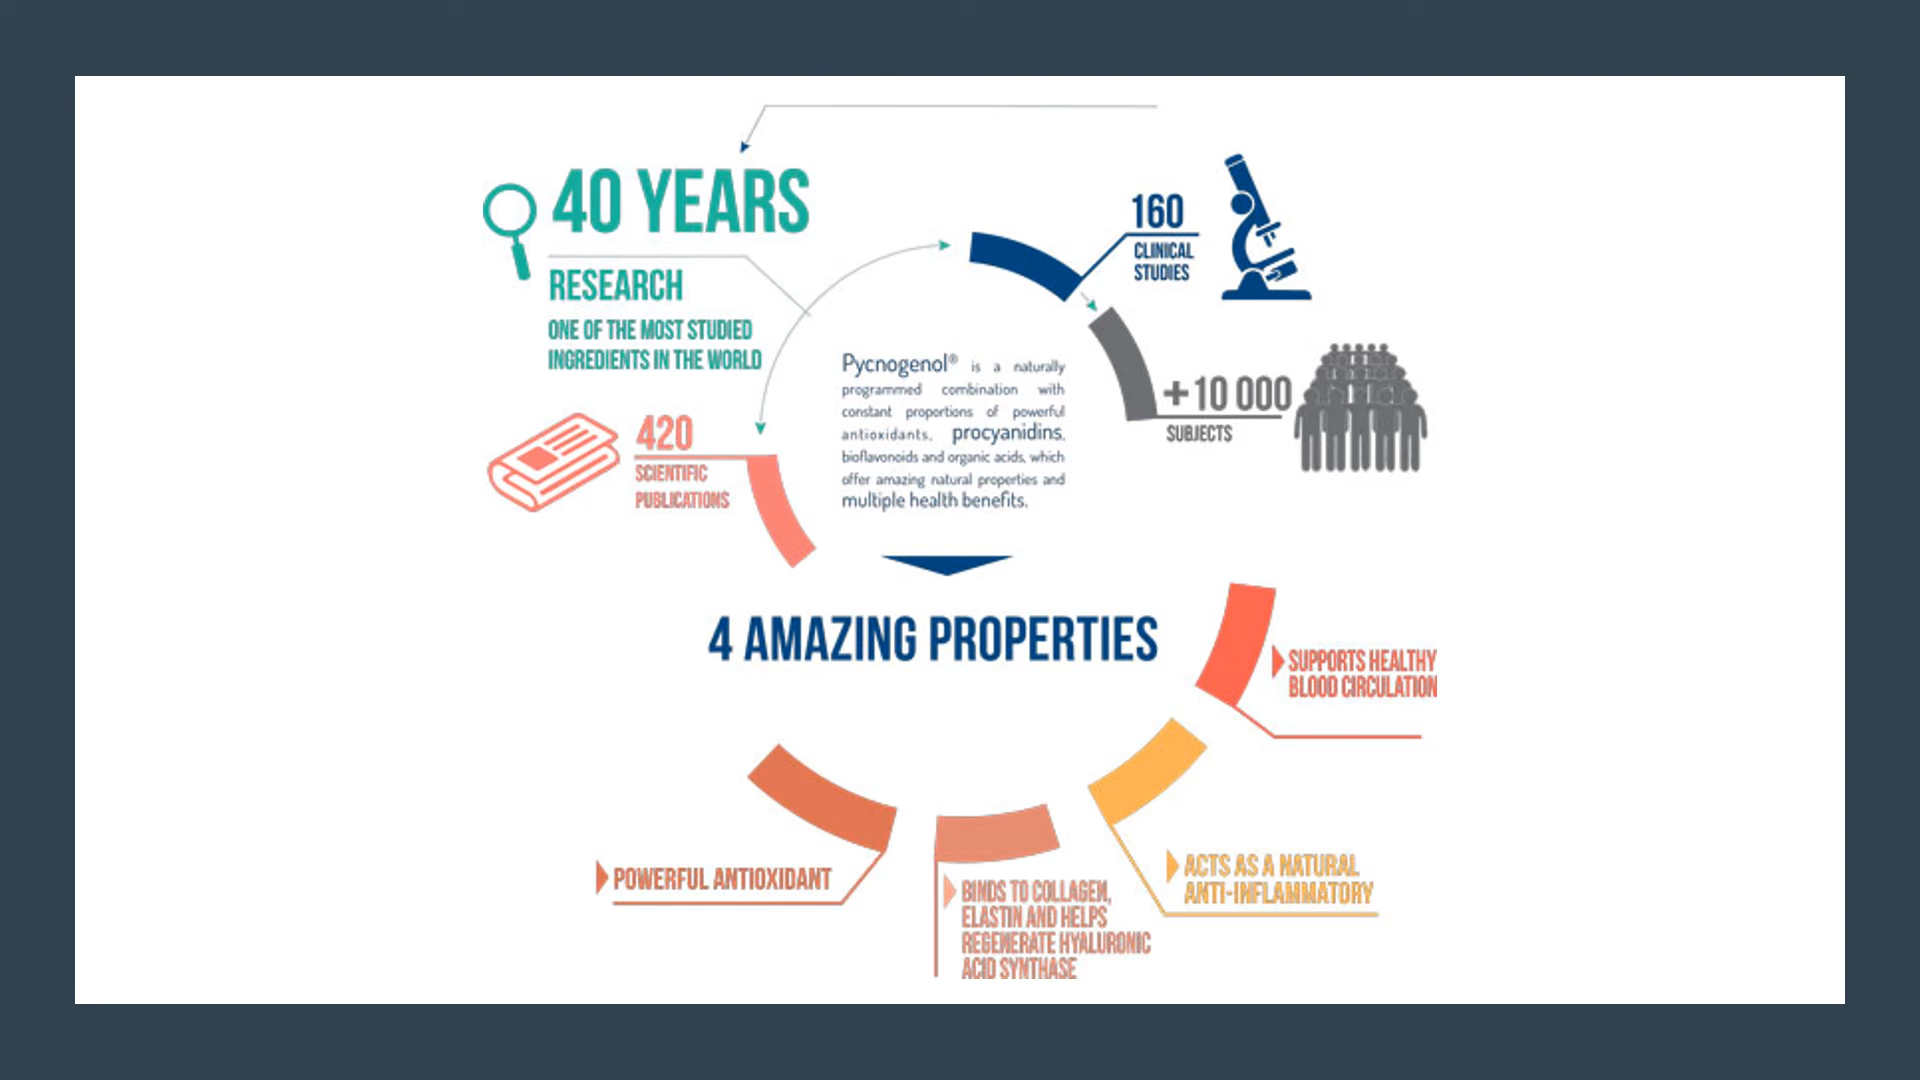 40 YEARS
RESEARCH
ONE OF THE MOST STUDIED
INGREDIENTS IN THE WORLD
160
CLINICAL
STUDIES
+10 000
SUBJECTS
420
SCIENTIFIC
PUBLICATIONS
Pycnogenol® is a naturally
programmed combination with
constant proportions of powerful
antioxidants, procyanidins,
bioflavonoids and organic acids, which
offer amazing natural properties and
multiple health benefits.
4 AMAZING PROPERTIES
SUPPORTS HEALTHY
BLOOD CIRCULATION
ACTS AS A NATURAL
ANTI-INFLAMMATORY
POWERFUL ANTIOXIDANT
BINDS TO COLLAGEN,
ELASTIN AND HELPS
REGENERATE HYALURONIC
ACID SYNTHASE